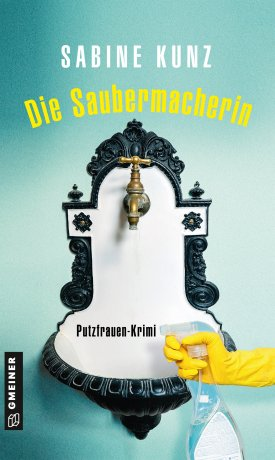 SABINE KUNZ
Die Saubermacherin
Putzfrauen-Krimi
GMEINER